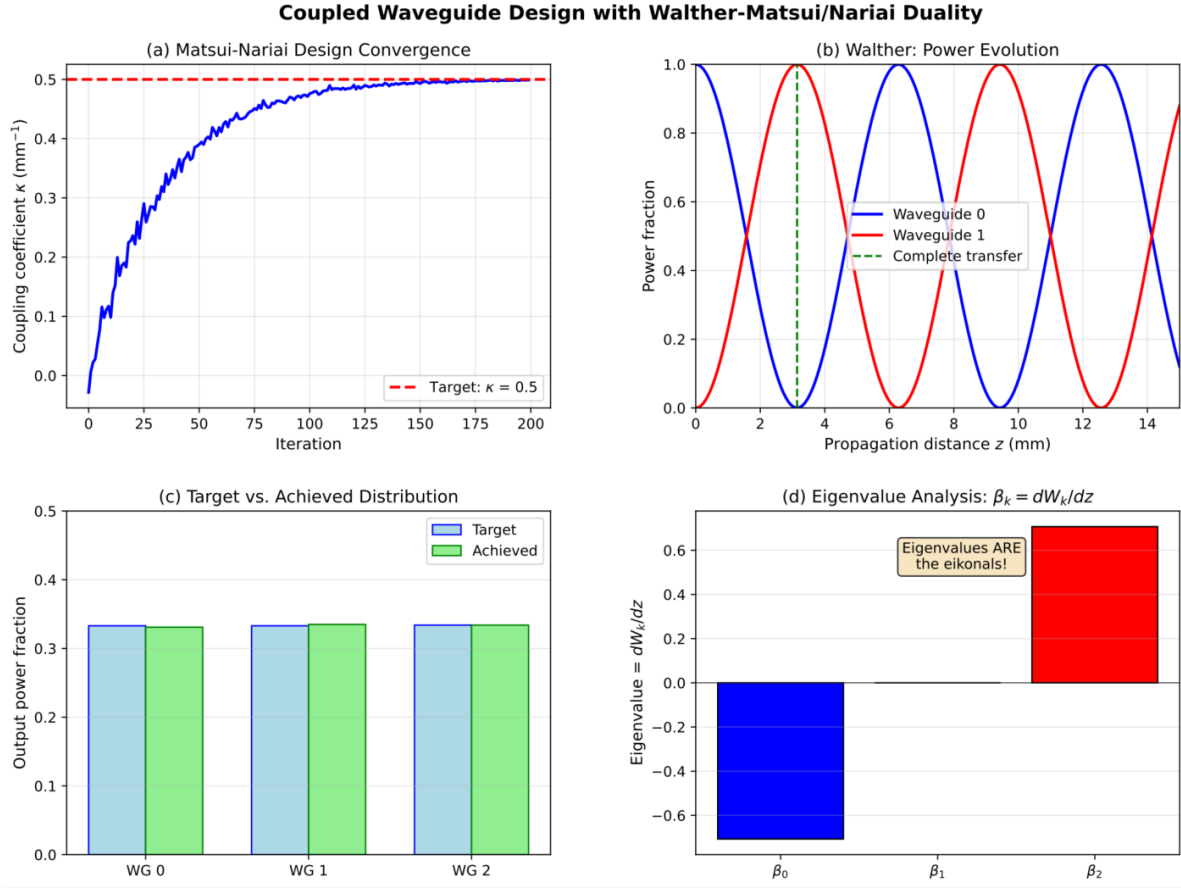 Coupled Waveguide Design with Walther-Matsui/Nariai Duality
(a) Matsui-Nariai Design Convergence
Coupling coefficient κ (mm⁻¹)
0.5
0.4
0.3
0.2
0.1
0.0
Target: κ = 0.5
0 25 50 75 100 125 150 175 200
Iteration
(b) Walther: Power Evolution
Power fraction
1.0
0.8
0.6
0.4
0.2
0.0
Waveguide 0
Waveguide 1
Complete transfer
0 2 4 6 8 10 12 14
Propagation distance z (mm)
(c) Target vs. Achieved Distribution
Output power fraction
0.5
0.4
0.3
0.2
0.1
0.0
Target
Achieved
WG 0 WG 1 WG 2
(d) Eigenvalue Analysis: βₖ = dWₖ/dz
Eigenvalue = dWₖ/dz
0.6
0.4
0.2
0.0
−0.2
−0.4
−0.6
Eigenvalues ARE
the eikonals!
β₀ β₁ β₂